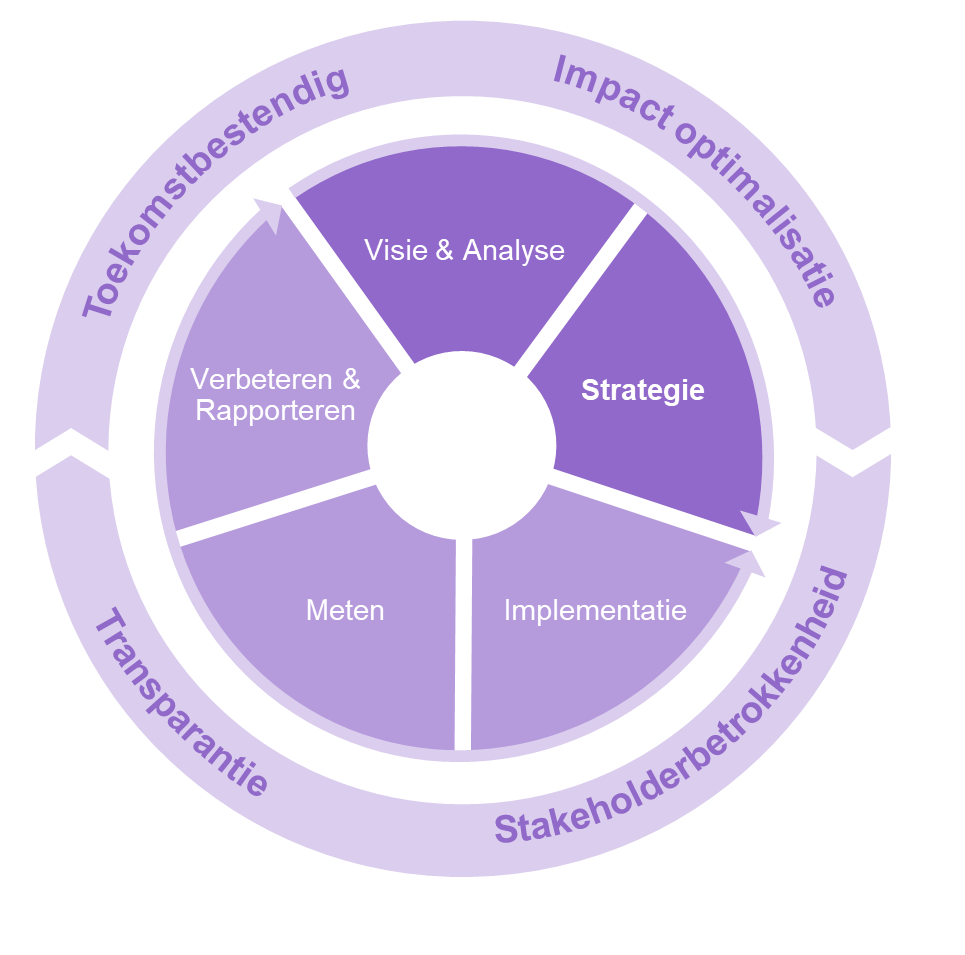 Toekomstbestendig
Impact optimalisatie
Visie & Analyse
Strategie
Verbeteren &
Rapporteren
Meten
Implementatie
Transparantie
Stakeholderbetrokkenheid